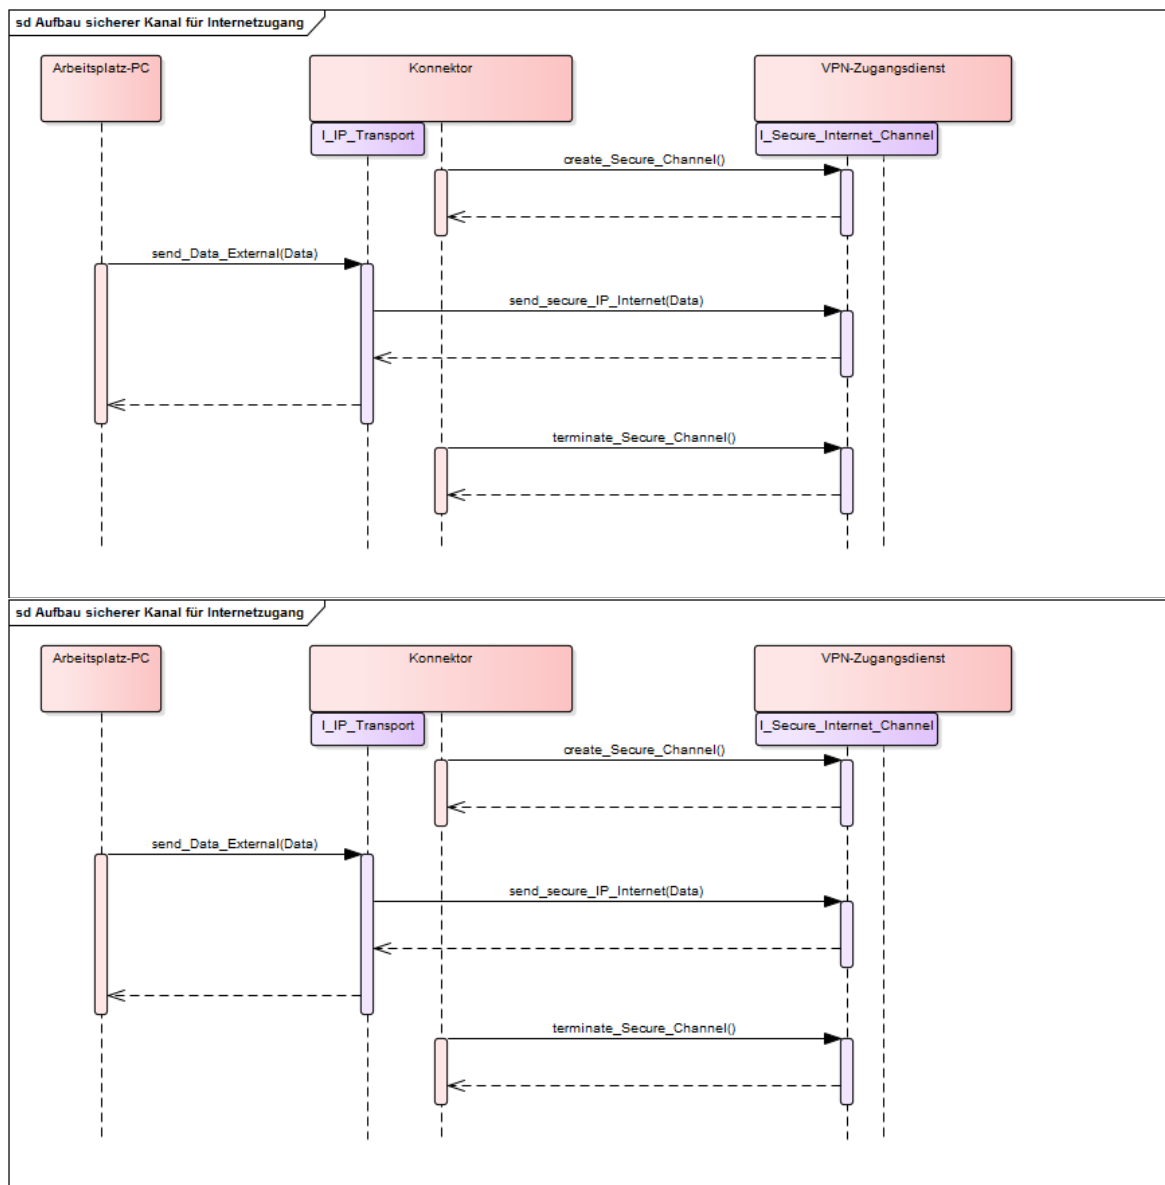 sd Aufbau sicherer Kanal für Internetzugang
Arbeitsplatz-PC
Konnektor
VPN-Zugangsdienst
I_IP_Transport
I_Secure_Internet_Channel
create_Secure_Channel()
send_Data_External(Data)
send_secure_IP_Internet(Data)
terminate_Secure_Channel()
sd Aufbau sicherer Kanal für Internetzugang
Arbeitsplatz-PC
Konnektor
VPN-Zugangsdienst
I_IP_Transport
I_Secure_Internet_Channel
create_Secure_Channel()
send_Data_External(Data)
send_secure_IP_Internet(Data)
terminate_Secure_Channel()